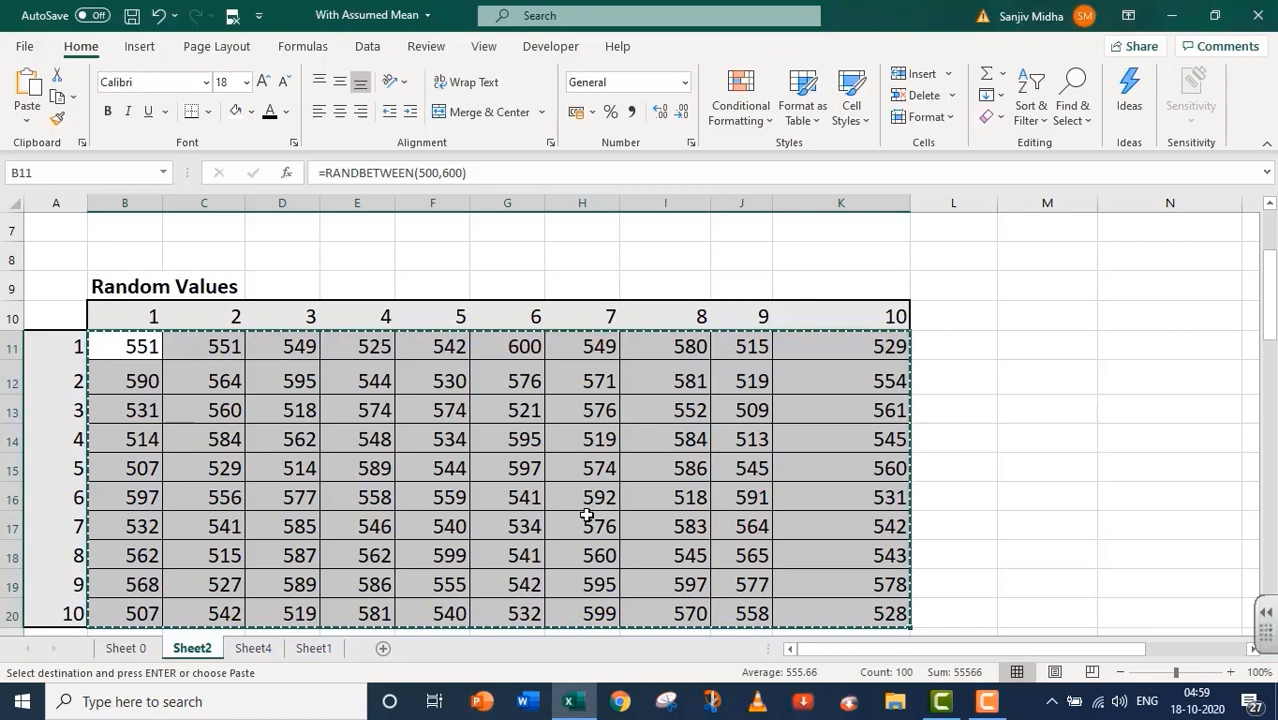 AutoSave Off With Assumed Mean Search Sanjiv Midha SM
File Home Insert Page Layout Formulas Data Review View Developer Help Share Comments
Paste Calibri 18 Wrap Text General Conditional Formatting Format as Table Cell Styles Insert Sort & Filter Find & Select Ideas Sensitivity
Delete
B I U Merge & Center % Format
Clipboard Font Alignment Number Styles Cells Editing Ideas Sensitivity
B11 fx =RANDBETWEEN(500,600)
A B C D E F G H I J K L M N
7
8
9 Random Values
10 1 2 3 4 5 6 7 8 9 10
11 1 551 551 549 525 542 600 549 580 515 529
12 2 590 564 595 544 530 576 571 581 519 554
13 3 531 560 518 574 574 521 576 552 509 561
14 4 514 584 562 548 534 595 519 584 513 545
15 5 507 529 514 589 544 597 574 586 545 560
16 6 597 556 577 558 559 541 592 518 591 531
17 7 532 541 585 546 540 534 576 583 564 542
18 8 562 515 587 562 599 541 560 545 565 543
19 9 568 527 589 586 555 542 595 597 577 578
20 10 507 542 519 581 540 532 599 570 558 528
Sheet 0 Sheet2 Sheet4 Sheet1
Select destination and press ENTER or choose Paste Average: 555.66 Count: 100 Sum: 55566 100%
Type here to search ENG 04:59
18-10-2020 27